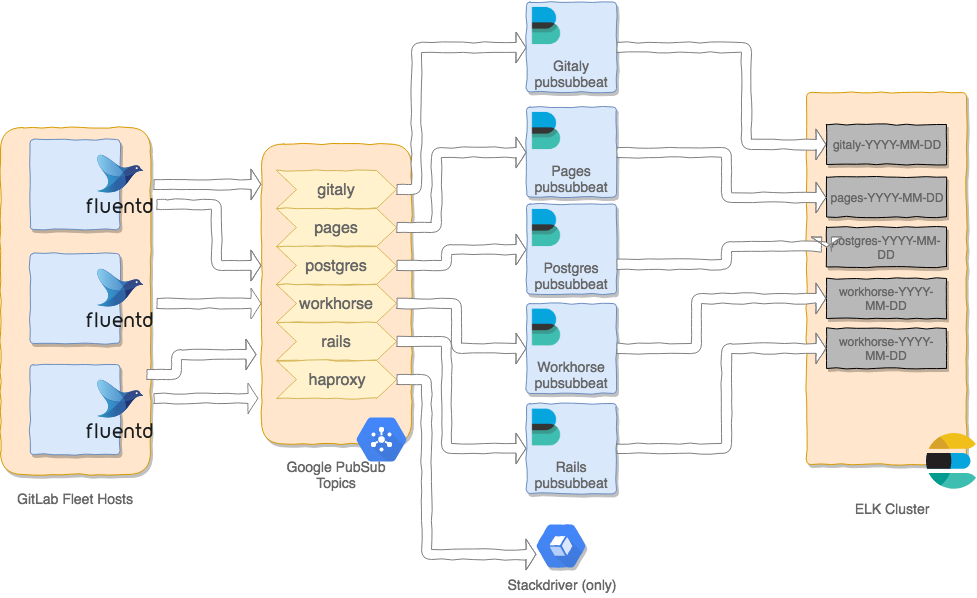 fluentd
fluentd
fluentd
GitLab Fleet Hosts
gitaly
pages
postgres
workhorse
rails
haproxy
Google PubSub
Topics
Gitaly
pubsubbeat
Pages
pubsubbeat
Postgres
pubsubbeat
Workhorse
pubsubbeat
Rails
pubsubbeat
Stackdriver (only)
gitaly-YYYY-MM-DD
pages-YYYY-MM-DD
postgres-YYYY-MM-
DD
workhorse-YYYY-
MM-DD
workhorse-YYYY-
MM-DD
ELK Cluster